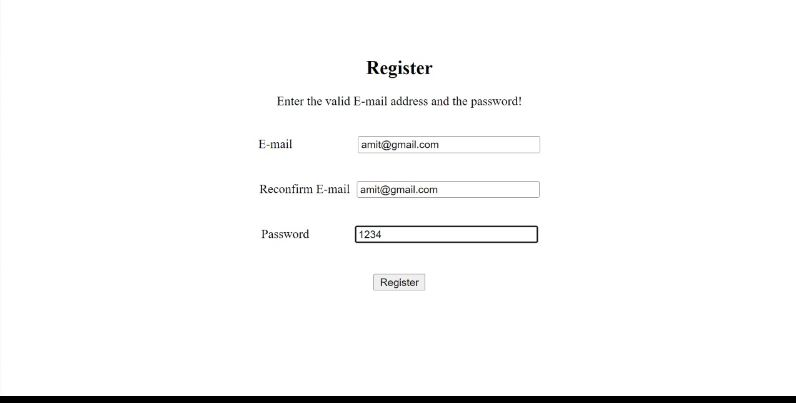 Register
Enter the valid E-mail address and the password!
E-mail amit@gmail.com
Reconfirm E-mail amit@gmail.com
Password 1234
Register